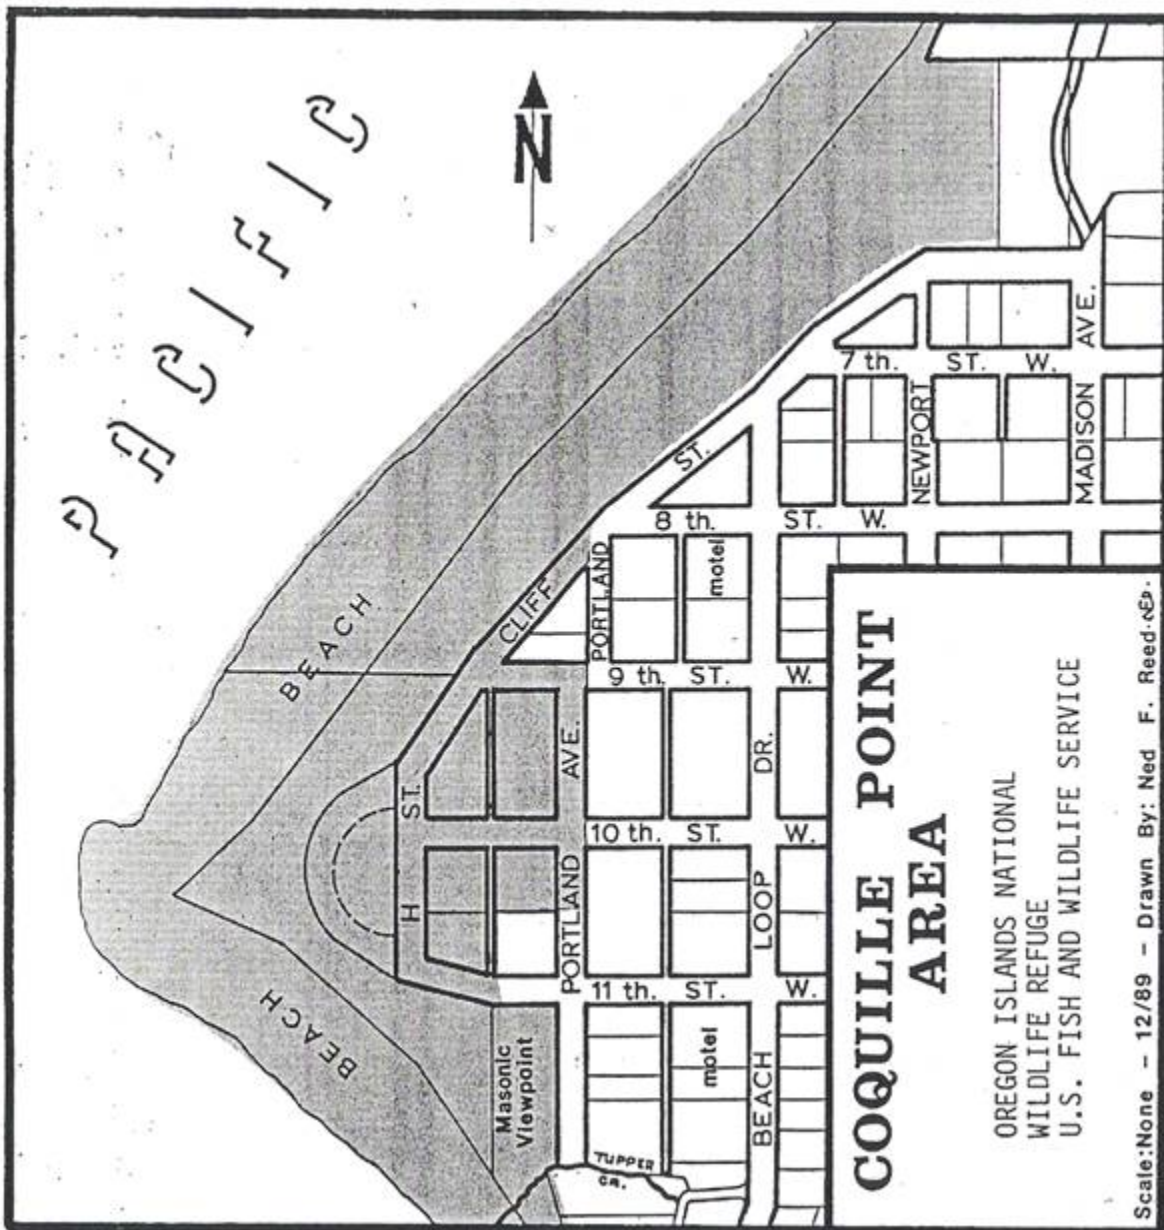 PACIFIC
N
BEACH
BEACH
CLIFF ST.
7 th. ST. W.
NEWPORT
MADISON AVE.
8 th. ST. W.
PORTLAND
motel
9 th. ST. W.
H ST.
PORTLAND AVE.
10 th. ST. W.
BEACH LOOP DR.
11 th. ST. W.
Masonic
Viewpoint
motel
TUPPER
CR.
COQUILLE POINT
AREA
OREGON ISLANDS NATIONAL
WILDLIFE REFUGE
U.S. FISH AND WILDLIFE SERVICE
Scale:None - 12/89 - Drawn By: Ned F. Reed